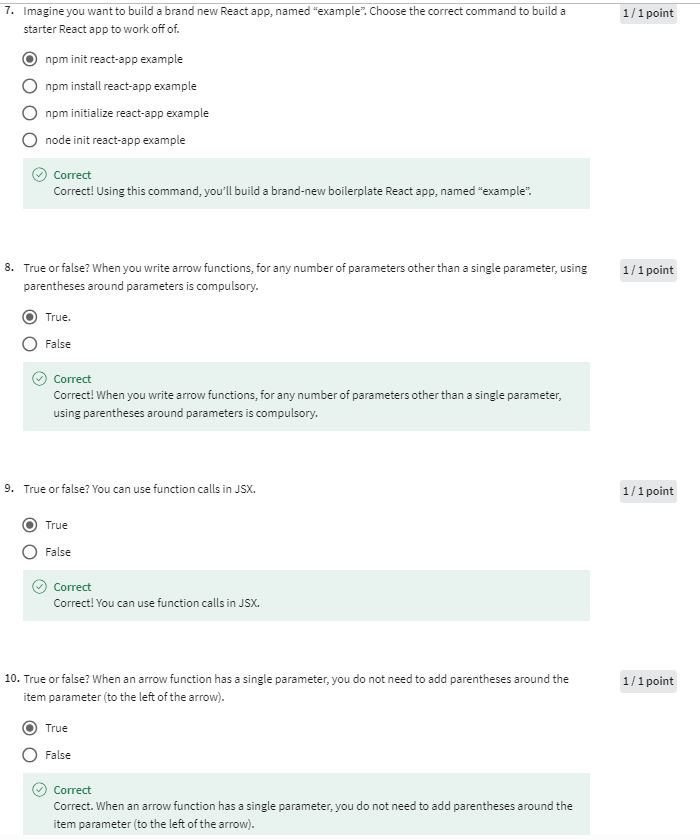 7. Imagine you want to build a brand new React app, named “example”. Choose the correct command to build a
1 / 1 point
starter React app to work off of.
npm init react-app example
npm install react-app example
npm initialize react-app example
node init react-app example
Correct
Correct! Using this command, you’ll build a brand-new boilerplate React app, named “example”.
8. True or false? When you write arrow functions, for any number of parameters other than a single parameter, using
1 / 1 point
parentheses around parameters is compulsory.
True.
False
Correct
Correct! When you write arrow functions, for any number of parameters other than a single parameter,
using parentheses around parameters is compulsory.
9. True or false? You can use function calls in JSX.
1 / 1 point
True
False
Correct
Correct! You can use function calls in JSX.
10. True or false? When an arrow function has a single parameter, you do not need to add parentheses around the
1 / 1 point
item parameter (to the left of the arrow).
True
False
Correct
Correct. When an arrow function has a single parameter, you do not need to add parentheses around the
item parameter (to the left of the arrow).